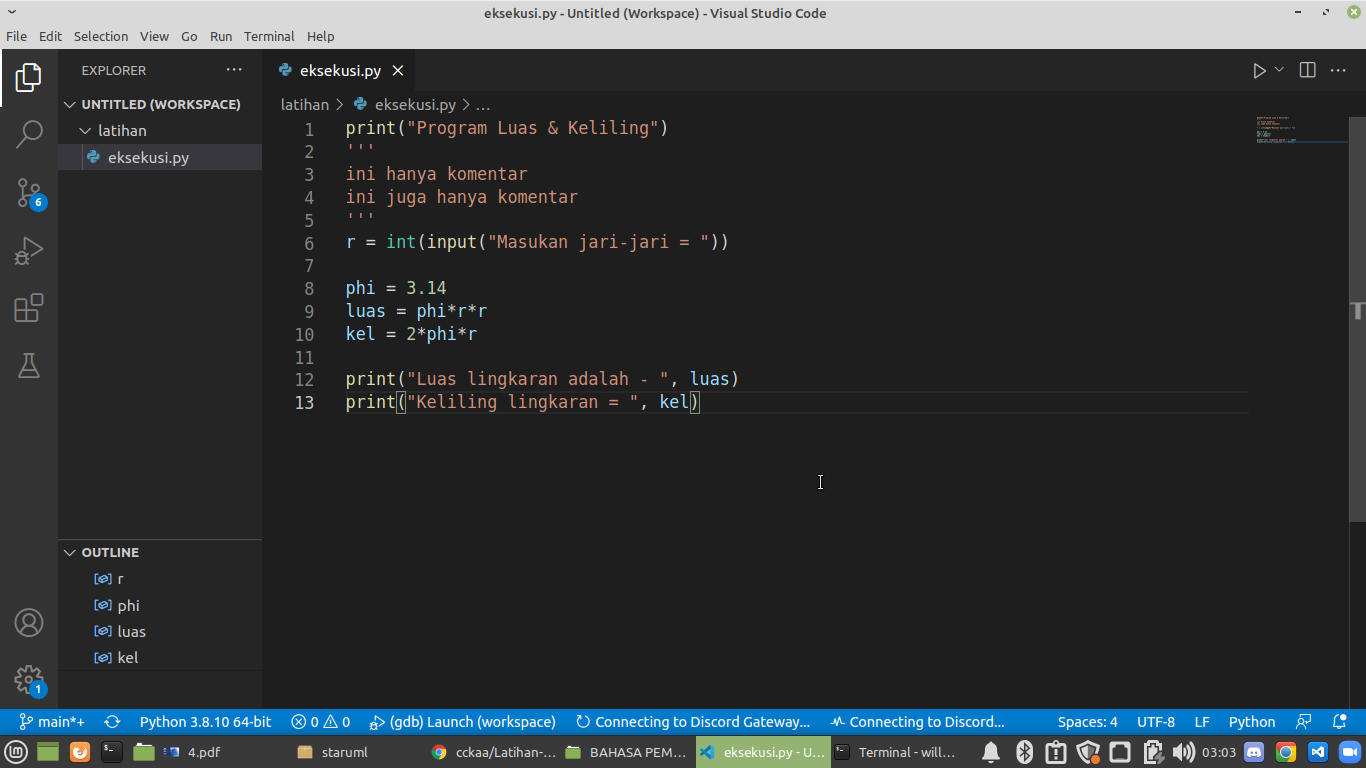 eksekusi.py - Untitled (Workspace) - Visual Studio Code
File Edit Selection View Go Run Terminal Help
EXPLORER
UNTITLED (WORKSPACE)
latihan
eksekusi.py
OUTLINE
r
phi
luas
kel
eksekusi.py
latihan > eksekusi.py > ...
1 print("Program Luas & Keliling")
2 '''
3 ini hanya komentar
4 ini juga hanya komentar
5 '''
6 r = int(input("Masukan jari-jari = "))
7
8 phi = 3.14
9 luas = phi*r*r
10 kel = 2*phi*r
11
12 print("Luas lingkaran adalah - ", luas)
13 print("Keliling lingkaran = ", kel)
6
1
main*+ Python 3.8.10 64-bit 0 0 (gdb) Launch (workspace) Connecting to Discord Gateway... Connecting to Discord... Spaces: 4 UTF-8 LF Python
4.pdf staruml cckaa/Latihan-... BAHASA PEM... eksekusi.py - U... Terminal - will... 03:03